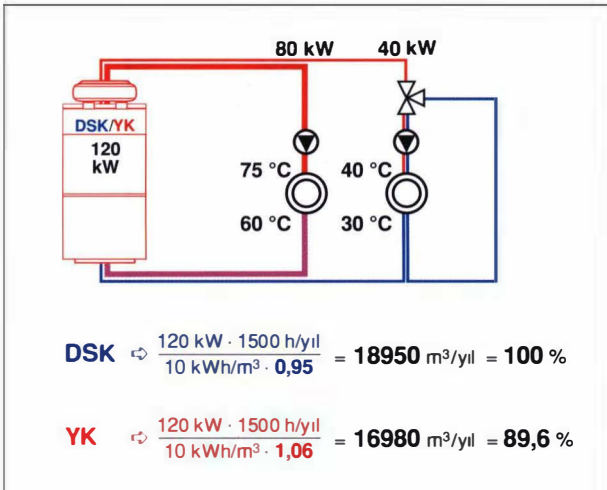 80 kW 40 kW
DSK/YK
120
kW
75 °C 40 °C
60 °C 30 °C
DSK ⇨ 120 kW · 1500 h/yıl / 10 kWh/m³ · 0,95 = 18950 m³/yıl = 100 %
YK ⇨ 120 kW · 1500 h/yıl / 10 kWh/m³ · 1,06 = 16980 m³/yıl = 89,6 %